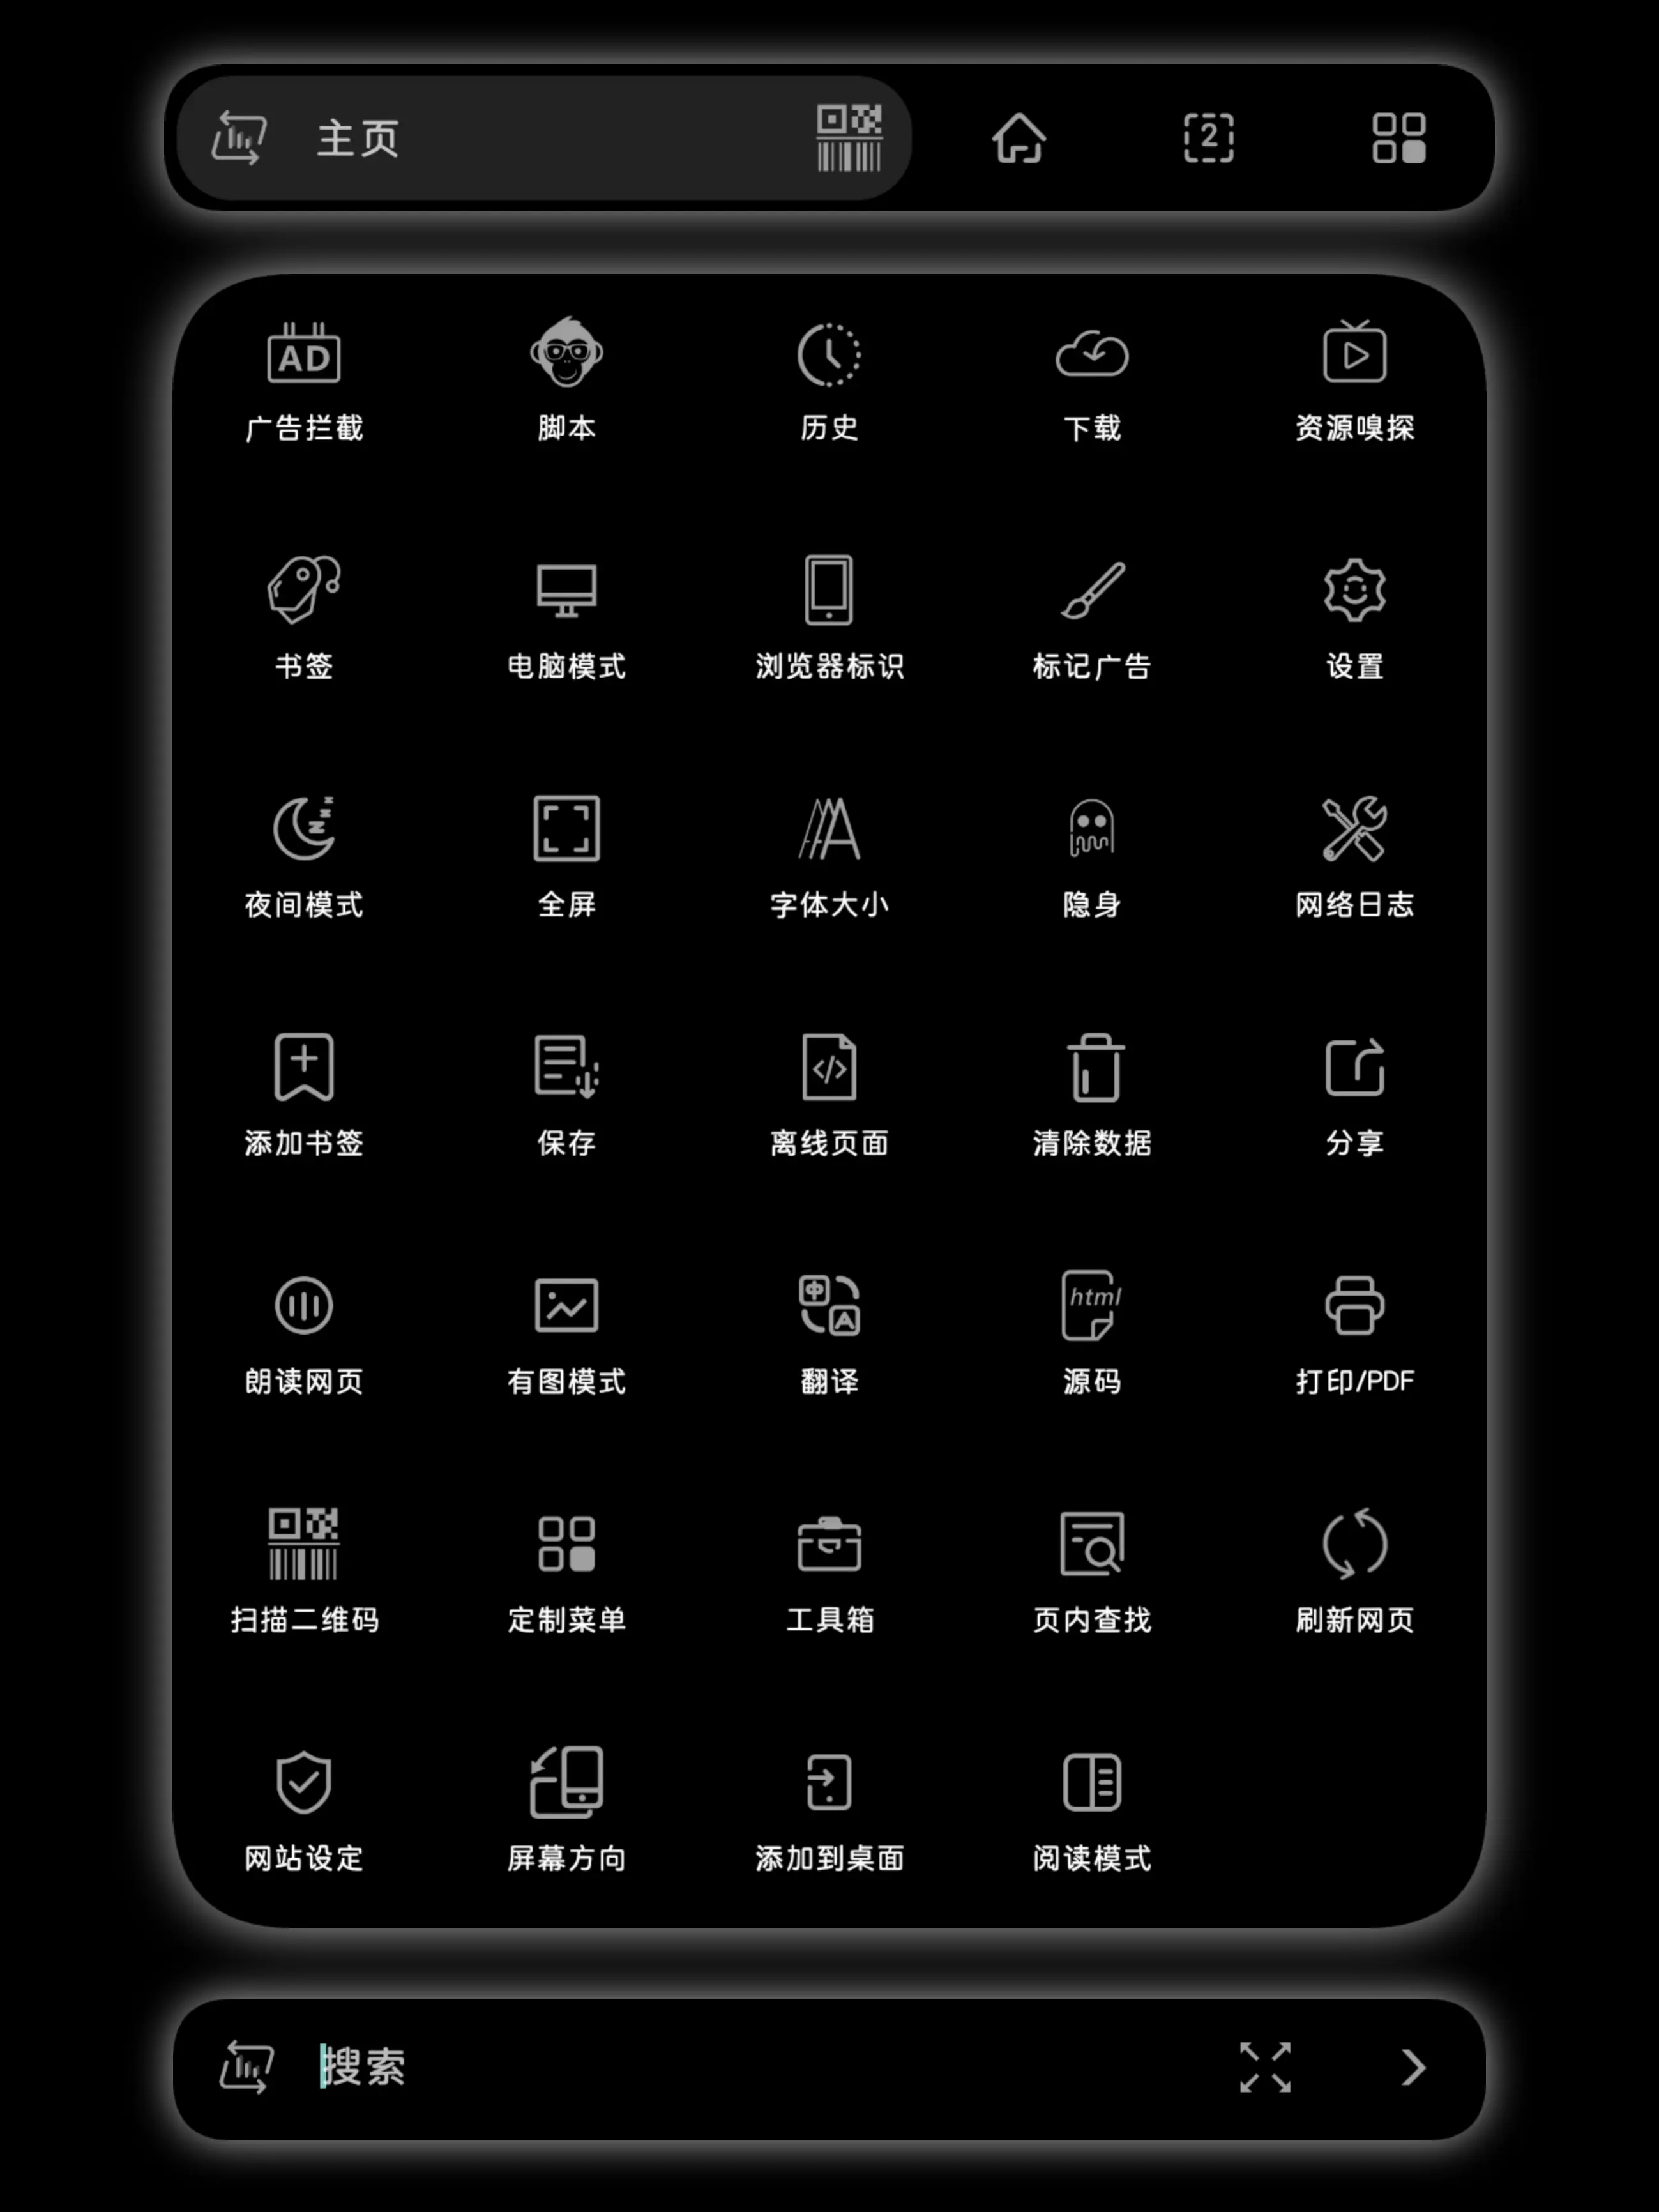 主页
2
AD
广告拦截 脚本 历史 下载 资源嗅探
书签 电脑模式 浏览器标识 标记广告 设置
z z z
A
夜间模式 全屏 字体大小 隐身 网络日志
</>
添加书签 保存 离线页面 清除数据 分享
中 A html
朗读网页 有图模式 翻译 源码 打印/PDF
扫描二维码 定制菜单 工具箱 页内查找 刷新网页
网站设定 屏幕方向 添加到桌面 阅读模式
搜索